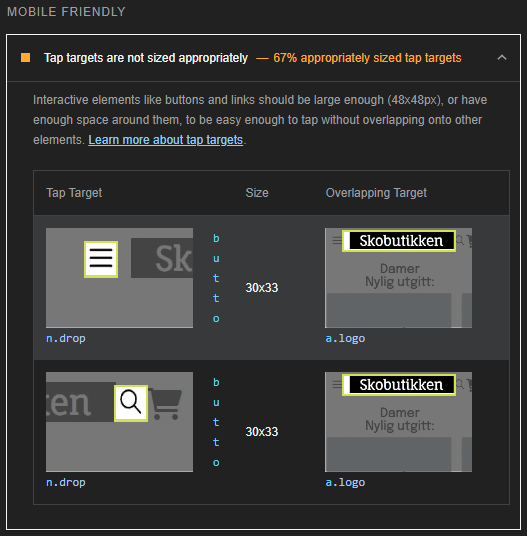 MOBILE FRIENDLY
Tap targets are not sized appropriately — 67% appropriately sized tap targets
Interactive elements like buttons and links should be large enough (48x48px), or have
enough space around them, to be easy enough to tap without overlapping onto other
elements. Learn more about tap targets.
Tap Target Size Overlapping Target
Sk
b
u
t
t
o
n.drop
30x33
Skobutikken
Damer
Nylig utgitt:
a.logo
ken
b
u
t
t
o
n.drop
30x33
Skobutikken
Damer
Nylig utgitt:
a.logo